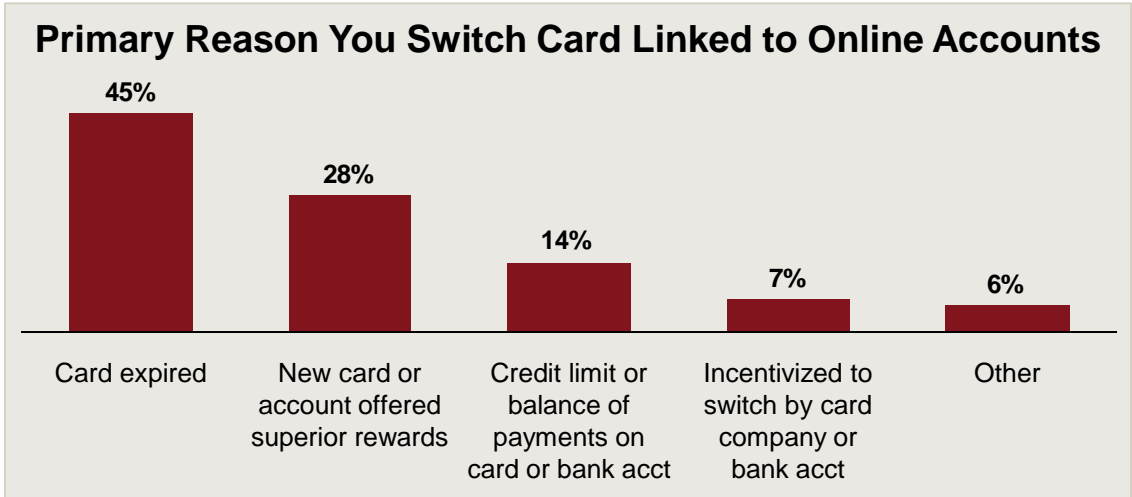 Primary Reason You Switch Card Linked to Online Accounts
45%
28%
14%
7%
6%
Card expired
New card or
account offered
superior rewards
Credit limit or
balance of
payments on
card or bank acct
Incentivized to
switch by card
company or
bank acct
Other